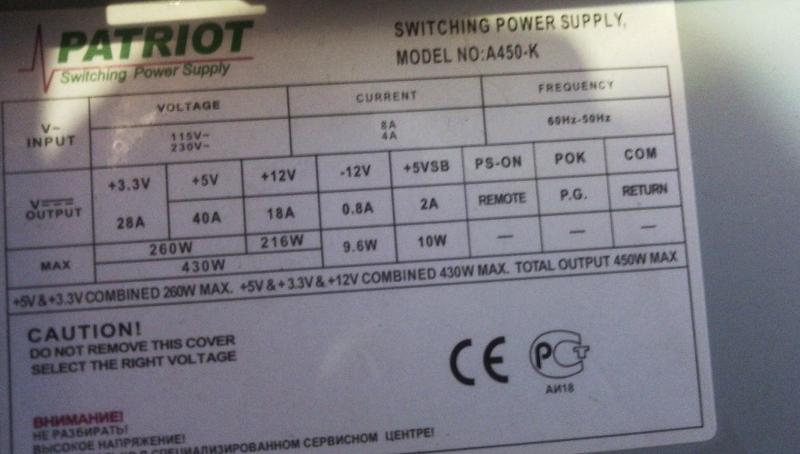 PATRIOT
Switching Power Supply
SWITCHING POWER SUPPLY,
MODEL NO:A450-K
V~ INPUT
VOLTAGE CURRENT FREQUENCY
115V~ 8A 60Hz-50Hz
230V~ 4A
V⎓ OUTPUT
+3.3V +5V +12V -12V +5VSB PS-ON POK COM
28A 40A 18A 0.8A 2A REMOTE P.G. RETURN
MAX
260W 216W 9.6W 10W — — —
430W
+5V & +3.3V COMBINED 260W MAX. +5V & +3.3V & +12V COMBINED 430W MAX. TOTAL OUTPUT 450W MAX
CAUTION!
DO NOT REMOVE THIS COVER
SELECT THE RIGHT VOLTAGE
CE
РСТ
АИ18
ВНИМАНИЕ!
НЕ РАЗБИРАТЬ!
ВЫСОКОЕ НАПРЯЖЕНИЕ!
В СПЕЦИАЛИЗИРОВАННОМ СЕРВИСНОМ ЦЕНТРЕ!